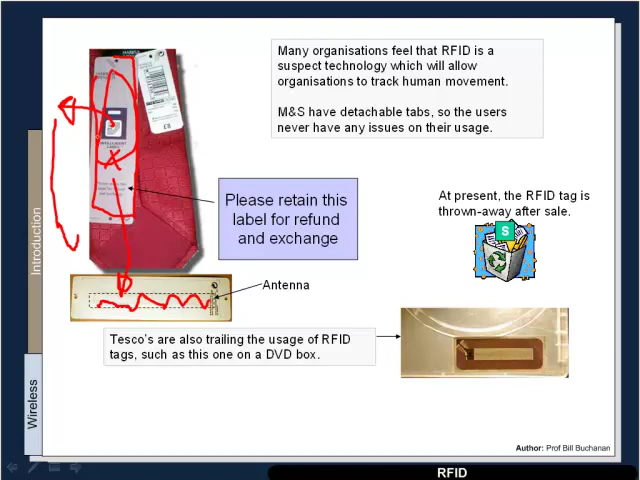 Many organisations feel that RFID is a
suspect technology which will allow
organisations to track human movement.
M&S have detachable tabs, so the users
never have any issues on their usage.
£8
Please retain this
label for refund
and exchange
At present, the RFID tag is
thrown-away after sale.
S
Antenna
Tesco's are also trailing the usage of RFID
tags, such as this one on a DVD box.
Introduction
Wireless
Author: Prof Bill Buchanan
RFID